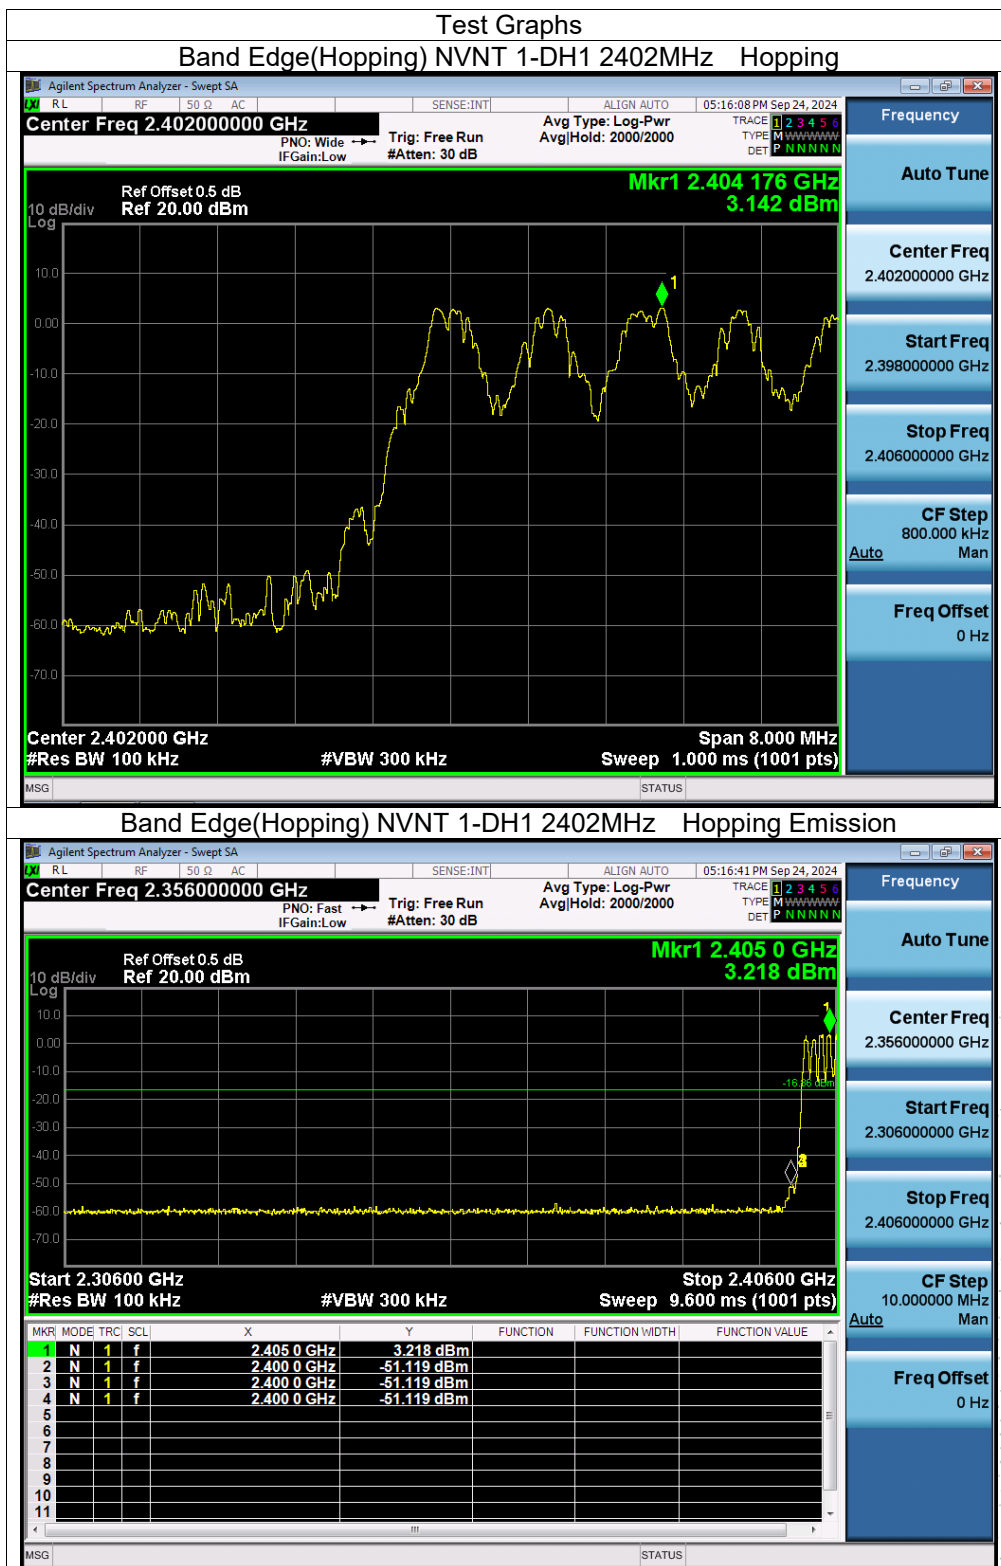 Test Graphs
Band Edge(Hopping) NVNT 1-DH1 2402MHz Hopping
Agilent Spectrum Analyzer - Swept SA
LXI RL RF 50 Ω AC SENSE:INT ALIGN AUTO 05:16:08 PM Sep 24, 2024
Center Freq 2.402000000 GHz
PNO: Wide
IFGain:Low
Trig: Free Run
#Atten: 30 dB
Avg Type: Log-Pwr
Avg|Hold: 2000/2000
TRACE 1 2 3 4 5 6
TYPE M WWWWW
DET P N N N N N
Mkr1 2.404 176 GHz
3.142 dBm
Ref Offset 0.5 dB
10 dB/div Ref 20.00 dBm
Log
10.0
0.00
-10.0
-20.0
-30.0
-40.0
-50.0
-60.0
-70.0
1
Center 2.402000 GHz Span 8.000 MHz
#Res BW 100 kHz #VBW 300 kHz Sweep 1.000 ms (1001 pts)
MSG STATUS
Frequency
Auto Tune
Center Freq
2.402000000 GHz
Start Freq
2.398000000 GHz
Stop Freq
2.406000000 GHz
CF Step
800.000 kHz
Auto Man
Freq Offset
0 Hz
Band Edge(Hopping) NVNT 1-DH1 2402MHz Hopping Emission
Agilent Spectrum Analyzer - Swept SA
LXI RL RF 50 Ω AC SENSE:INT ALIGN AUTO 05:16:41 PM Sep 24, 2024
Center Freq 2.356000000 GHz
PNO: Fast
IFGain:Low
Trig: Free Run
#Atten: 30 dB
Avg Type: Log-Pwr
Avg|Hold: 2000/2000
TRACE 1 2 3 4 5 6
TYPE M WWWWW
DET P N N N N N
Mkr1 2.405 0 GHz
3.218 dBm
Ref Offset 0.5 dB
10 dB/div Ref 20.00 dBm
Log
10.0
0.00
-10.0
-20.0
-30.0
-40.0
-50.0
-60.0
-70.0
1
-16.86 dBm
Start 2.30600 GHz Stop 2.40600 GHz
#Res BW 100 kHz #VBW 300 kHz Sweep 9.600 ms (1001 pts)
MKR MODE TRC SCL X Y FUNCTION FUNCTION WIDTH FUNCTION VALUE
1 N 1 f 2.405 0 GHz 3.218 dBm
2 N 1 f 2.400 0 GHz -51.119 dBm
3 N 1 f 2.400 0 GHz -51.119 dBm
4 N 1 f 2.400 0 GHz -51.119 dBm
5
6
7
8
9
10
11
MSG STATUS
Frequency
Auto Tune
Center Freq
2.356000000 GHz
Start Freq
2.306000000 GHz
Stop Freq
2.406000000 GHz
CF Step
10.000000 MHz
Auto Man
Freq Offset
0 Hz